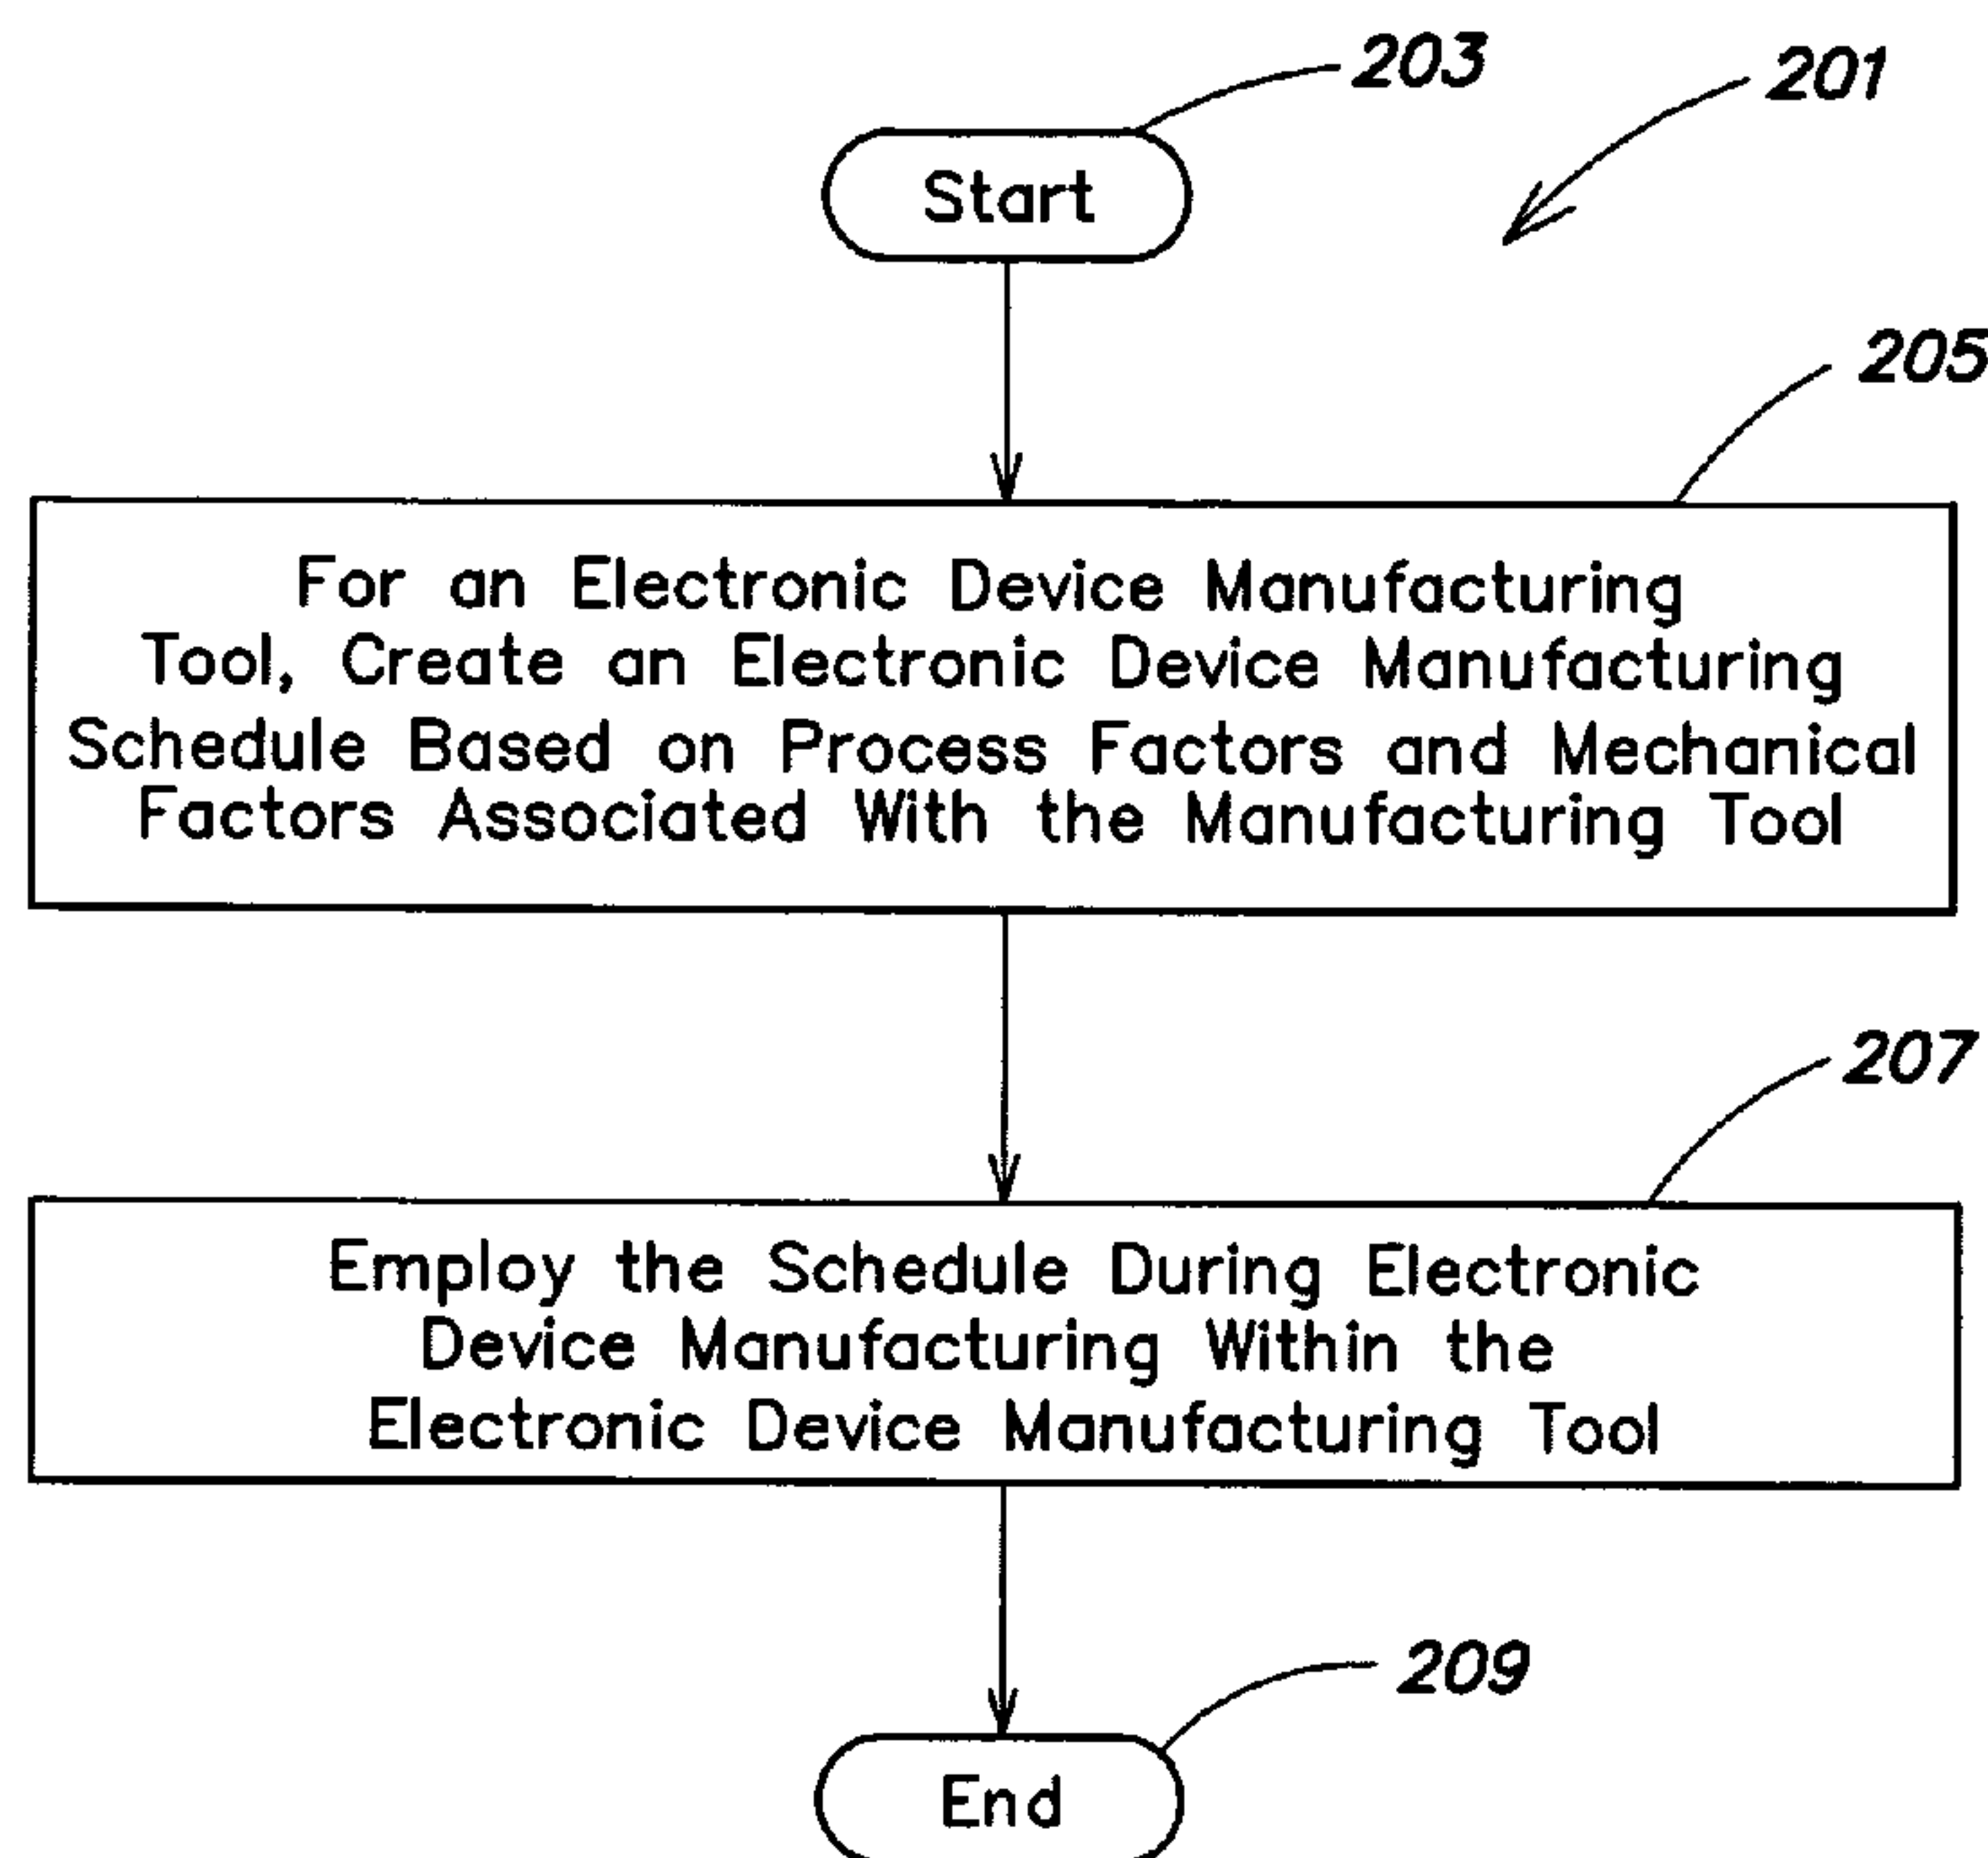 203
201
Start
205
For an Electronic Device Manufacturing
Tool, Create an Electronic Device Manufacturing
Schedule Based on Process Factors and Mechanical
Factors Associated With the Manufacturing Tool
207
Employ the Schedule During Electronic
Device Manufacturing Within the
Electronic Device Manufacturing Tool
209
End